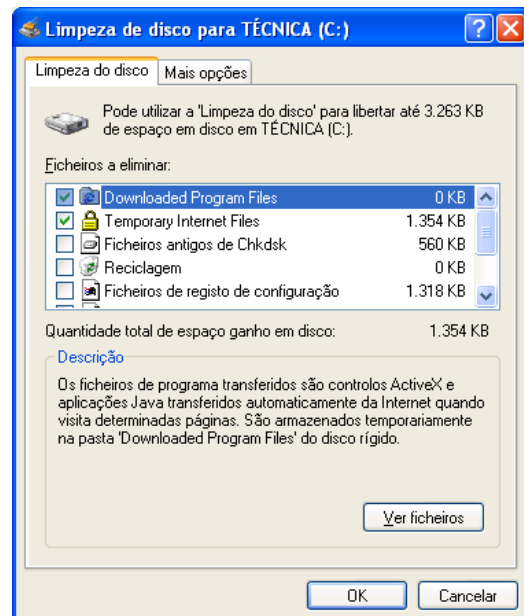 Limpeza de disco para TÉCNICA (C:)
Limpeza do disco
Mais opções
Pode utilizar a 'Limpeza do disco' para libertar até 3.263 KB
de espaço em disco em TÉCNICA (C:).
Ficheiros a eliminar:
Downloaded Program Files 0 KB
Temporary Internet Files 1.354 KB
Ficheiros antigos de Chkdsk 560 KB
Reciclagem 0 KB
Ficheiros de registo de configuração 1.318 KB
Quantidade total de espaço ganho em disco: 1.354 KB
Descrição
Os ficheiros de programa transferidos são controlos ActiveX e
aplicações Java transferidos automaticamente da Internet quando
visita determinadas páginas. São armazenados temporariamente
na pasta 'Downloaded Program Files' do disco rígido.
Ver ficheiros
OK
Cancelar